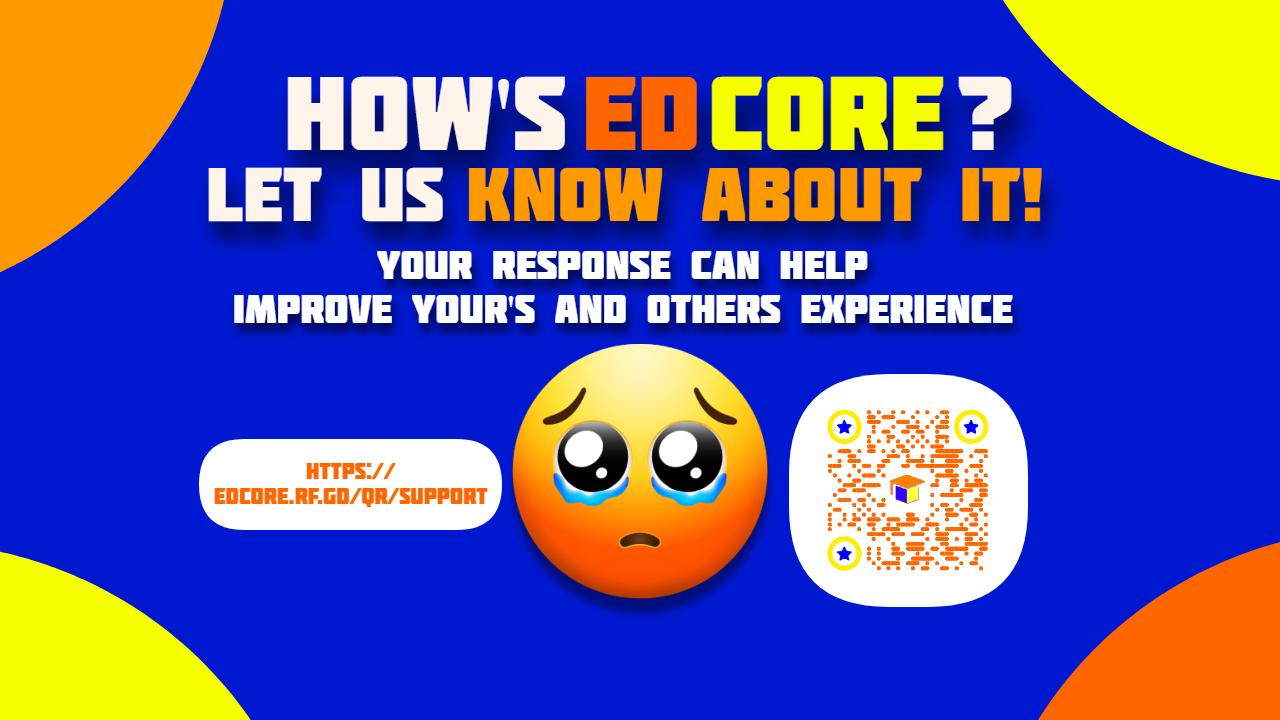 HOW'S EDCORE?
LET US KNOW ABOUT IT!
YOUR RESPONSE CAN HELP
IMPROVE YOUR'S AND OTHERS EXPERIENCE
HTTPS://
EDCORE.RF.GD/QR/SUPPORT